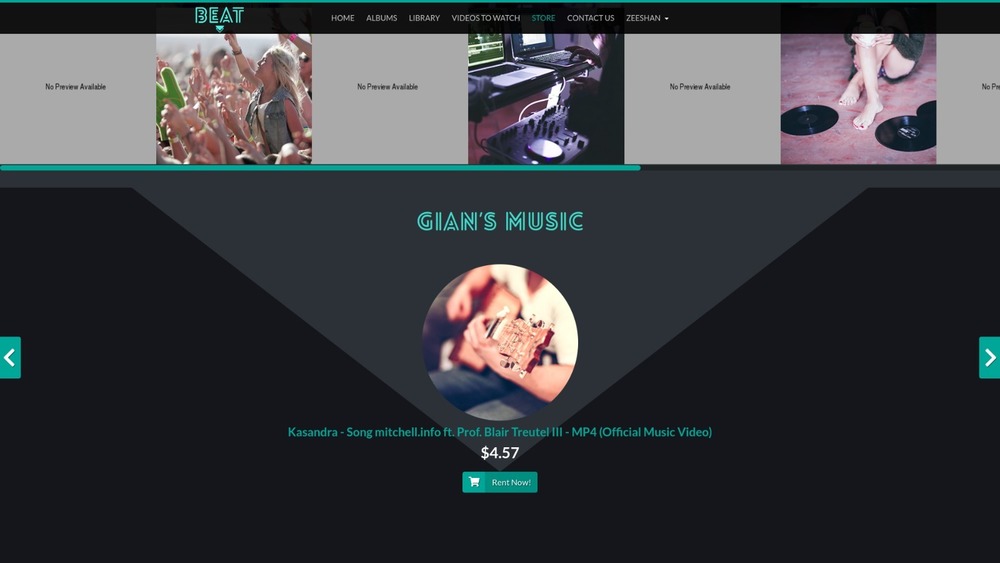 BEAT
HOME ALBUMS LIBRARY VIDEOS TO WATCH STORE CONTACT US ZEESHAN
No Preview Available No Preview Available No Preview Available No Pr
GIAN'S MUSIC
Kasandra - Song mitchell.info ft. Prof. Blair Treutel III - MP4 (Official Music Video)
$4.57
Rent Now!